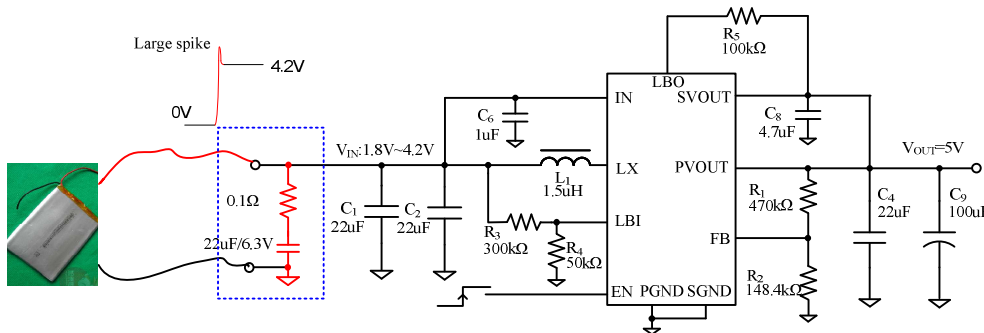 Large spike
4.2V
0V
0.1Ω
22uF/6.3V
V_IN:1.8V~4.2V
C₁
22uF
C₂
22uF
C₆
1uF
L₁
1.5uH
R₃
300kΩ
R₄
50kΩ
R₅
100kΩ
LBO
IN
SVOUT
LX
PVOUT
LBI
FB
EN
PGND
SGND
C₈
4.7uF
V_OUT=5V
R₁
470kΩ
R₂
148.4kΩ
C₄
22uF
C₉
100uF